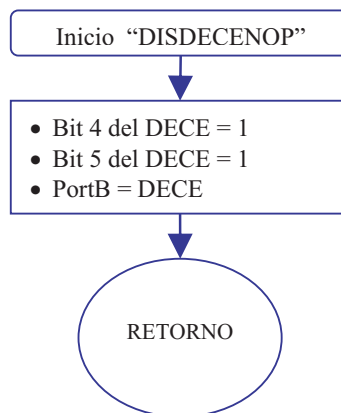 Inicio “DISDECENOP”
• Bit 4 del DECE = 1
• Bit 5 del DECE = 1
• PortB = DECE
RETORNO